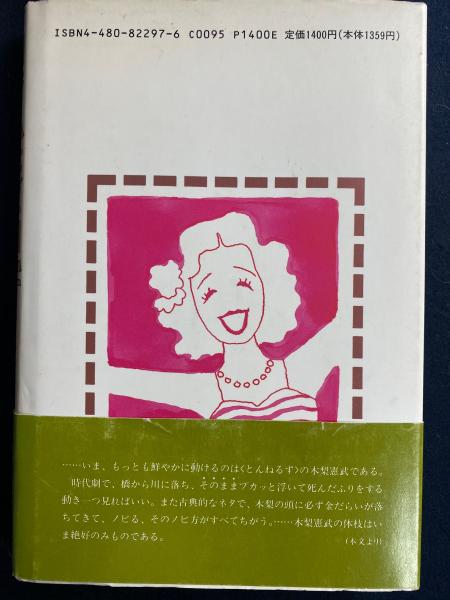 ISBN4-480-82297-6 C0095 P1400E 定価1400円(本体1359円)
……いま、もっとも鮮やかに動けるのは〈とんねるず〉の木梨憲武である。
時代劇で、橋から川に落ち、そのままプカッと浮いて死んだふりをする
動き一つ見ればいい。また古典的なネタで、木梨の頭に必ず金だらいが落
ちてきて、ノビる、そのノビ方がすべてちがう。……木梨憲武の体技はい
ま絶好のみものである。
(本文より)